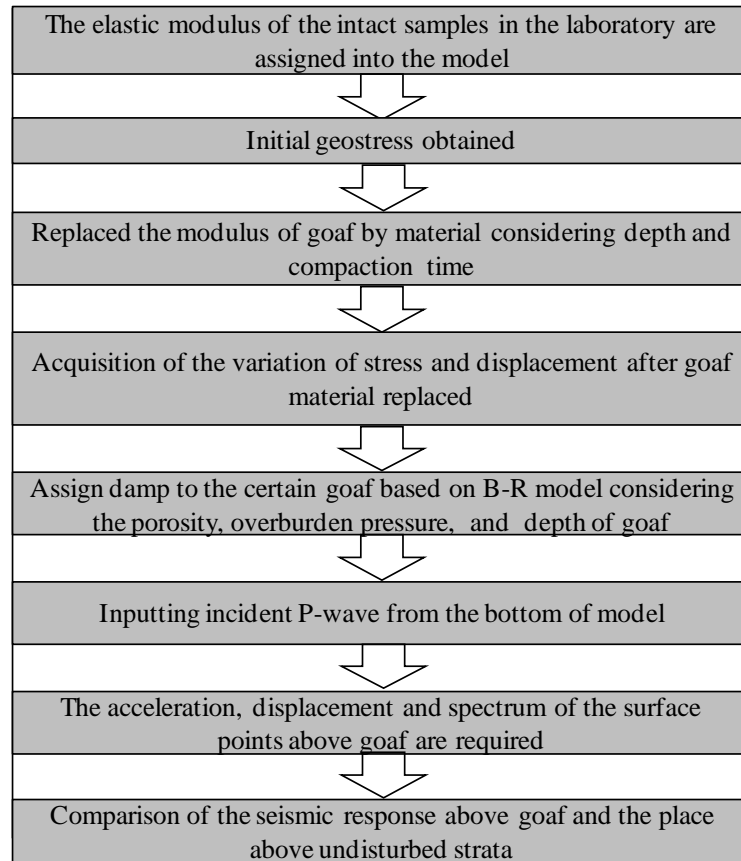 The elastic modulus of the intact samples in the laboratory are
assigned into the model
Initial geostress obtained
Replaced the modulus of goaf by material considering depth and
compaction time
Acquisition of the variation of stress and displacement after goaf
material replaced
Assign damp to the certain goaf based on B-R model considering
the porosity, overburden pressure, and depth of goaf
Inputting incident P-wave from the bottom of model
The acceleration, displacement and spectrum of the surface
points above goaf are required
Comparison of the seismic response above goaf and the place
above undisturbed strata